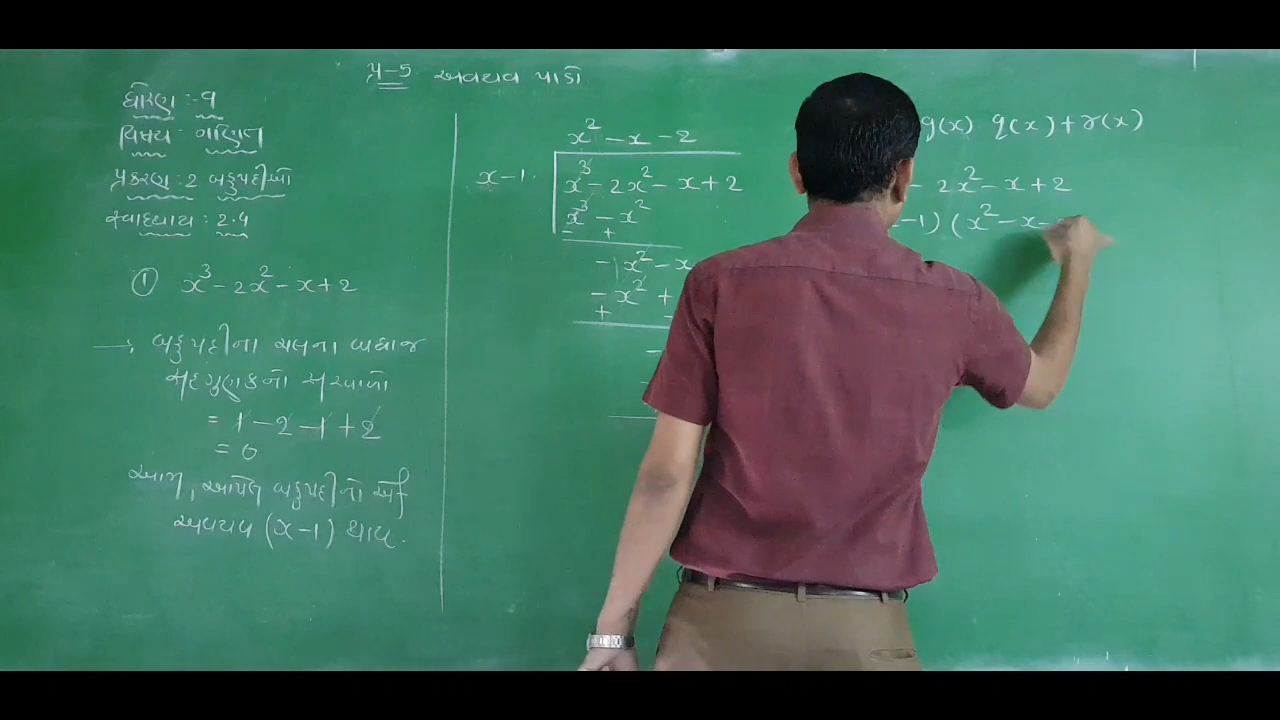 પ્ર-5 અવયવ પાડો
ધોરણ :- 9
વિષય : ગણિત
પ્રકરણ : 2 બહુપદીઓ
સ્વાધ્યાય : 2.4
① x³ - 2x² - x + 2
→ બહુપદીના ચલના બધાજ
સહગુણકનો સરવાળો
= 1 - 2 - 1 + 2
= 0
આમ, આપેલ બહુપદીનો એક
અવયવ (x - 1) થાય.
x² - x - 2
x - 1
x³ - 2x² - x + 2
x³ - x²
- +
- x² - x
- x² +
+ -
-
g(x) q(x) + r(x)
- 2x² - x + 2
- 1) (x² - x -